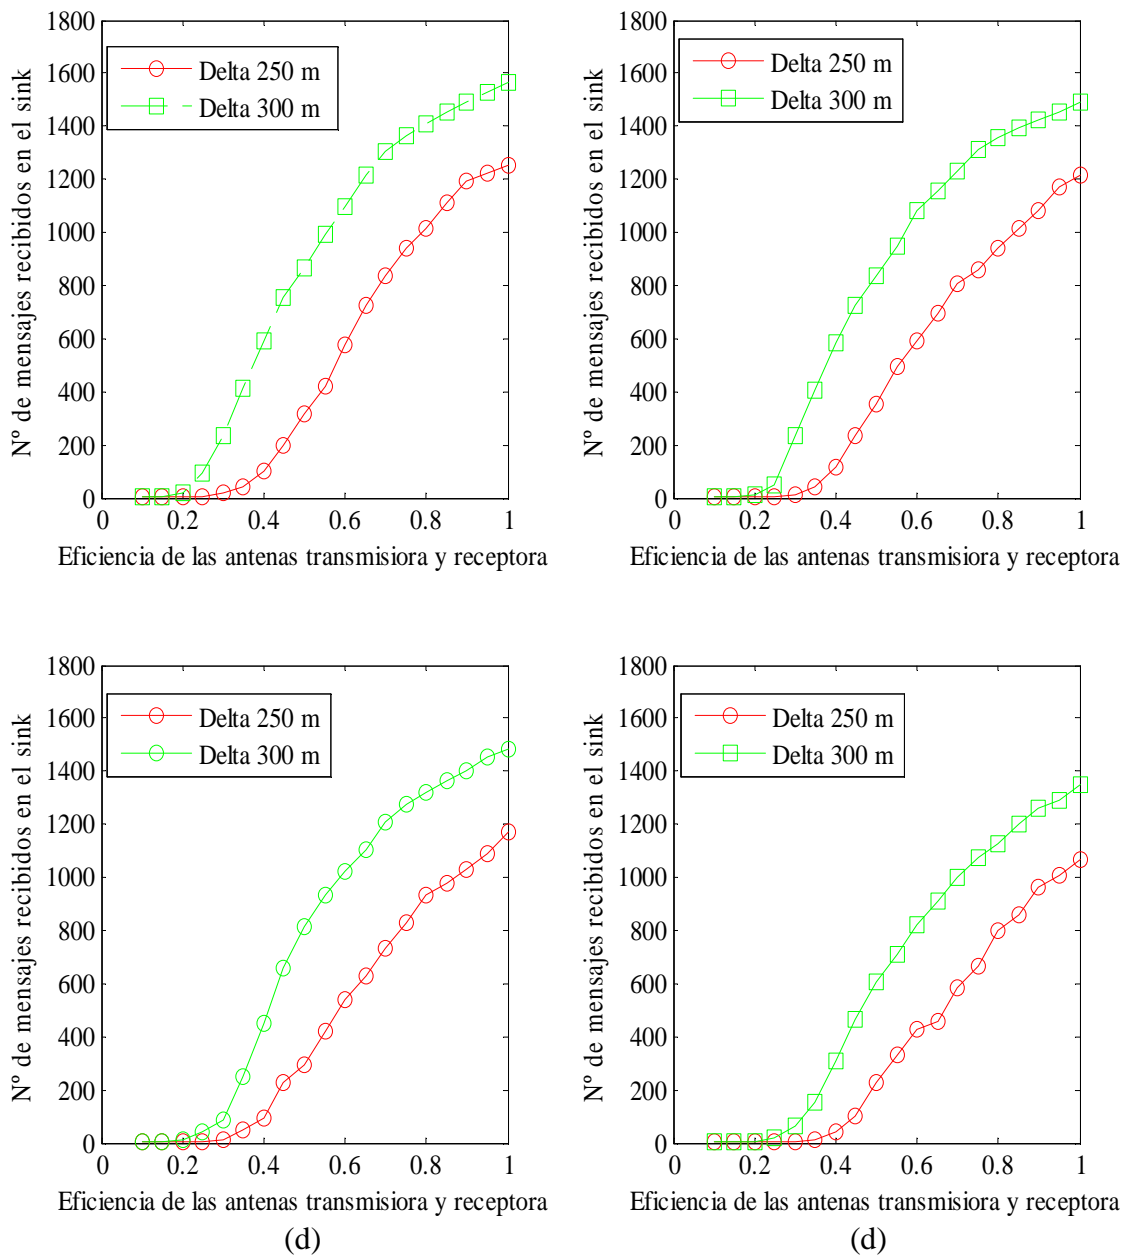 1800
1600
1400
1200
1000
800
600
400
200
0
Nº de mensajes recibidos en el sink
Delta 250 m
Delta 300 m
0 0.2 0.4 0.6 0.8 1
Eficiencia de las antenas transmisiora y receptora
1800
1600
1400
1200
1000
800
600
400
200
0
Nº de mensajes recibidos en el sink
Delta 250 m
Delta 300 m
0 0.2 0.4 0.6 0.8 1
Eficiencia de las antenas transmisiora y receptora
1800
1600
1400
1200
1000
800
600
400
200
0
Nº de mensajes recibidos en el sink
Delta 250 m
Delta 300 m
0 0.2 0.4 0.6 0.8 1
Eficiencia de las antenas transmisiora y receptora
(d)
1800
1600
1400
1200
1000
800
600
400
200
0
Nº de mensajes recibidos en el sink
Delta 250 m
Delta 300 m
0 0.2 0.4 0.6 0.8 1
Eficiencia de las antenas transmisiora y receptora
(d)